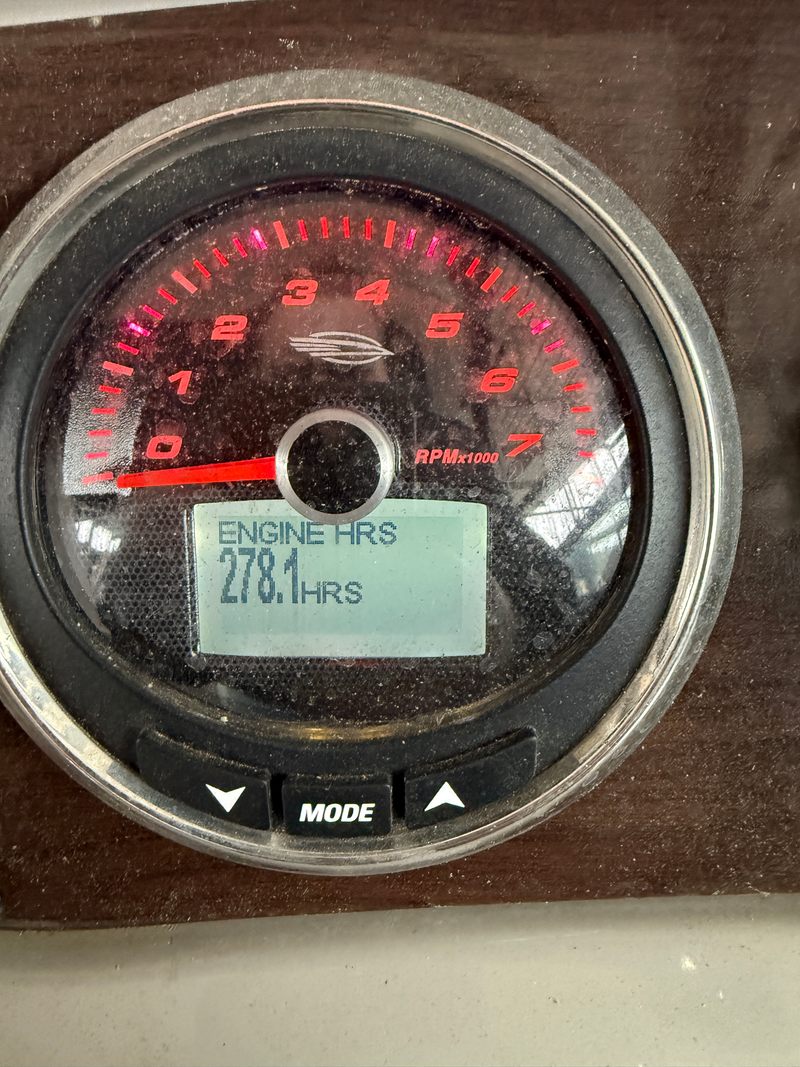 0 1 2 3 4 5 6 7
RPMx1000
ENGINE HRS
278.1HRS
MODE